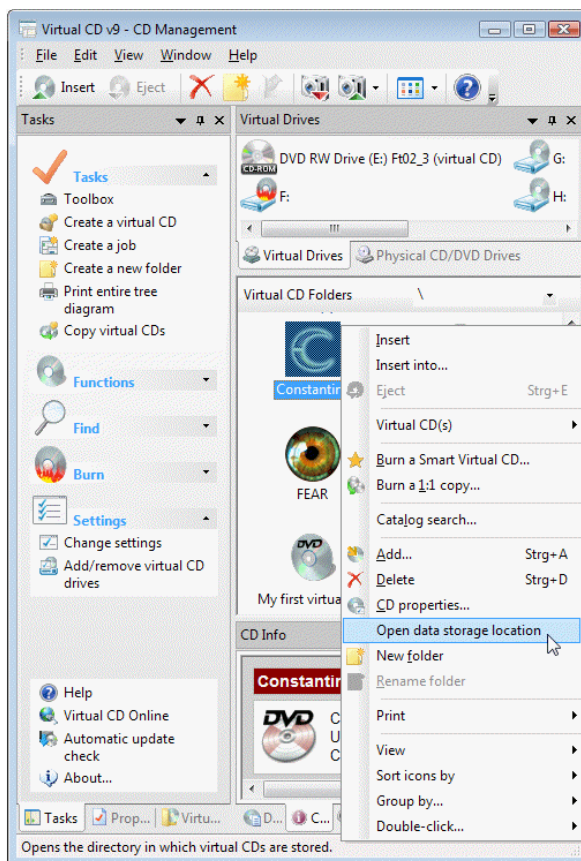 Virtual CD v9 - CD Management
File Edit View Window Help
Insert Eject
Tasks
Tasks
Toolbox
Create a virtual CD
Create a job
Create a new folder
Print entire tree
diagram
Copy virtual CDs
Functions
Find
Burn
Settings
Change settings
Add/remove virtual CD
drives
Help
Virtual CD Online
Automatic update
check
About...
Tasks Prop... Virtu...
Virtual Drives
CD-ROM
DVD RW Drive (E:) Ft02_3 (virtual CD) G:
F: H:
Virtual Drives Physical CD/DVD Drives
Virtual CD Folders \
Constantin
FEAR
DVD
My first virtua
CD Info
Constantin
DVD C
U
C
D... C...
Insert
Insert into...
Eject Strg+E
Virtual CD(s)
Burn a Smart Virtual CD...
Burn a 1:1 copy...
Catalog search...
Add... Strg+A
Delete Strg+D
CD properties...
Open data storage location
New folder
Rename folder
Print
View
Sort icons by
Group by...
Double-click...
Opens the directory in which virtual CDs are stored.